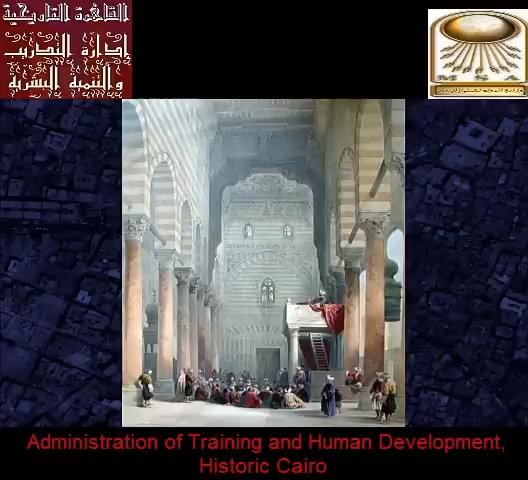 القاهرة التاريخية
إدارة التدريب
والتنمية البشرية
M S A
Administration of Training and Human Development,
Historic Cairo